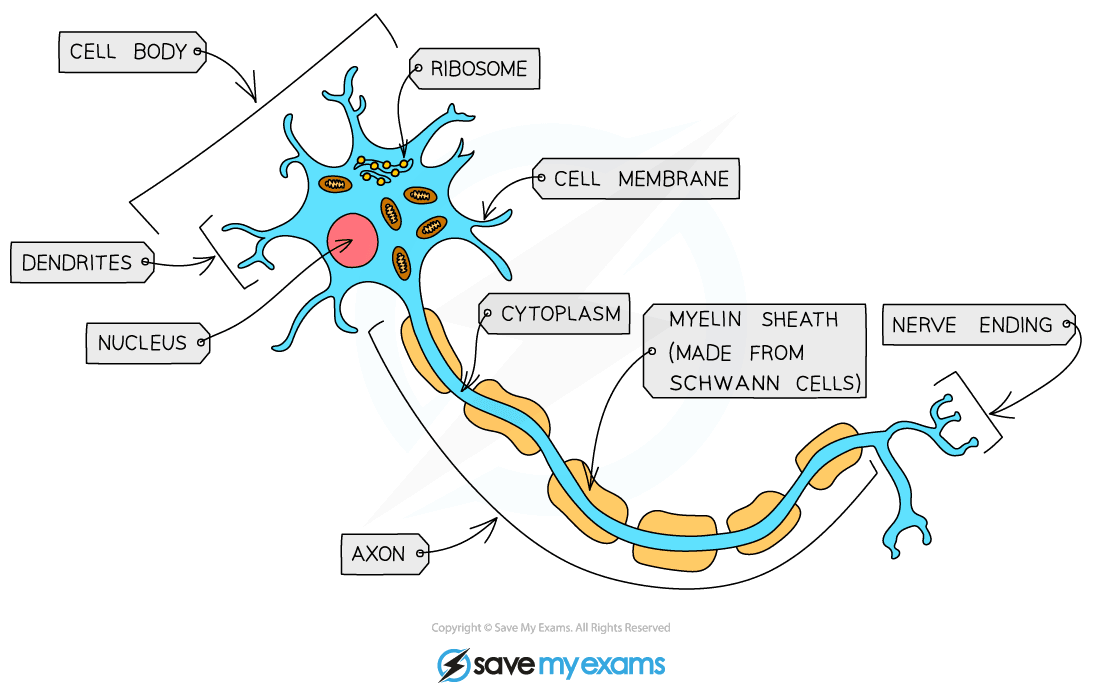 CELL BODY
RIBOSOME
CELL MEMBRANE
DENDRITES
NUCLEUS
CYTOPLASM
MYELIN SHEATH
(MADE FROM
SCHWANN CELLS)
NERVE ENDING
AXON
Copyright © Save My Exams. All Rights Reserved
save my exams